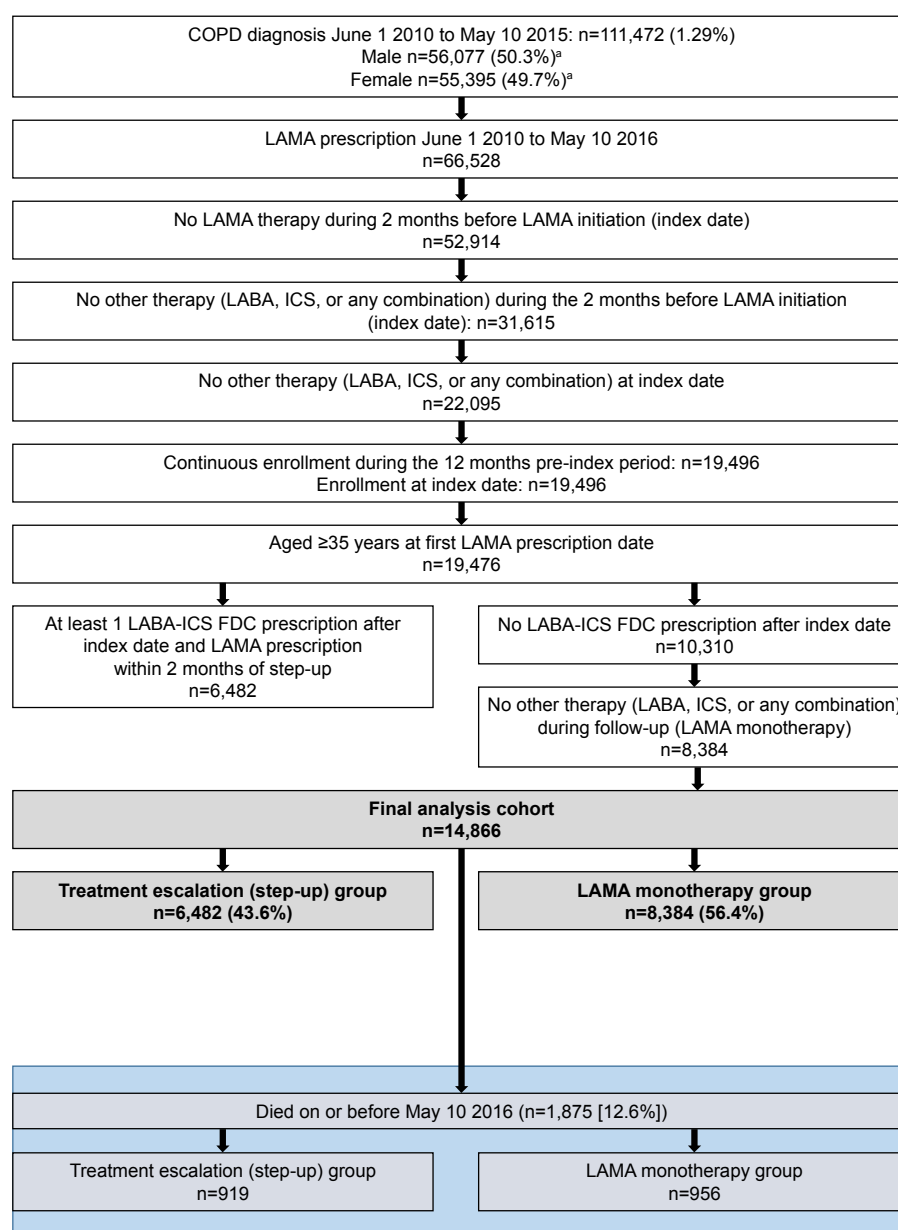 COPD diagnosis June 1 2010 to May 10 2015: n=111,472 (1.29%)
Male n=56,077 (50.3%)ᵃ
Female n=55,395 (49.7%)ᵃ
LAMA prescription June 1 2010 to May 10 2016
n=66,528
No LAMA therapy during 2 months before LAMA initiation (index date)
n=52,914
No other therapy (LABA, ICS, or any combination) during the 2 months before LAMA initiation
(index date): n=31,615
No other therapy (LABA, ICS, or any combination) at index date
n=22,095
Continuous enrollment during the 12 months pre-index period: n=19,496
Enrollment at index date: n=19,496
Aged ≥35 years at first LAMA prescription date
n=19,476
At least 1 LABA-ICS FDC prescription after
index date and LAMA prescription
within 2 months of step-up
n=6,482
No LABA-ICS FDC prescription after index date
n=10,310
No other therapy (LABA, ICS, or any combination)
during follow-up (LAMA monotherapy)
n=8,384
Final analysis cohort
n=14,866
Treatment escalation (step-up) group
n=6,482 (43.6%)
LAMA monotherapy group
n=8,384 (56.4%)
Died on or before May 10 2016 (n=1,875 [12.6%])
Treatment escalation (step-up) group
n=919
LAMA monotherapy group
n=956